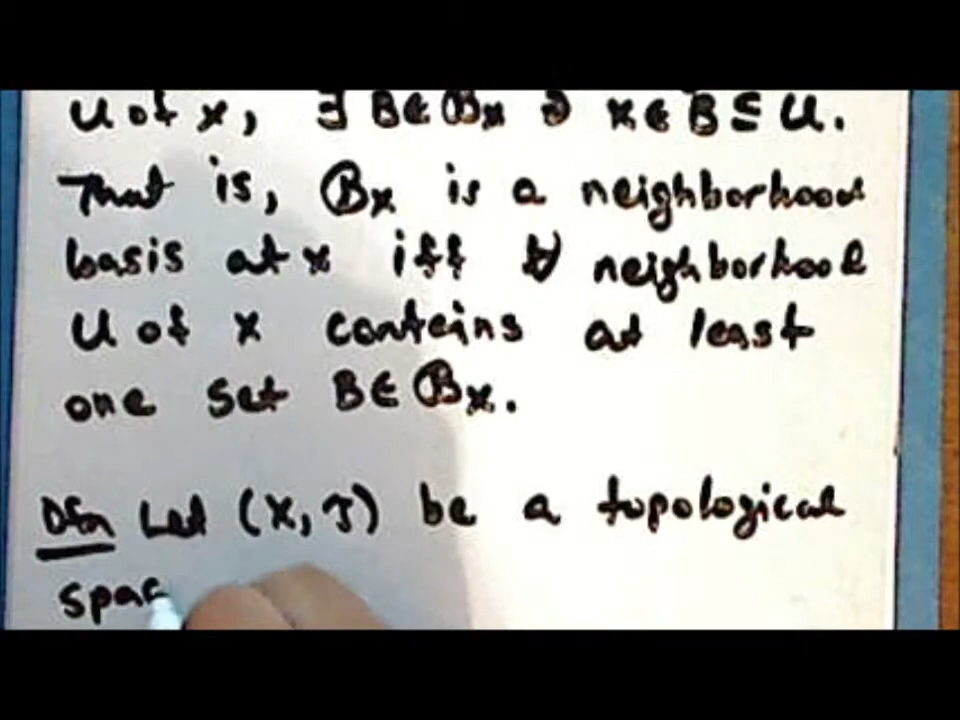 U of x, ∃ B∈ ℬx ∋ x∈B⊆U.
That is, ℬx is a neighborhood
basis at x iff ∀ neighborhood
U of x contains at least
one set B∈ ℬx.
Dfn Let (X, τ) be a topological
spac